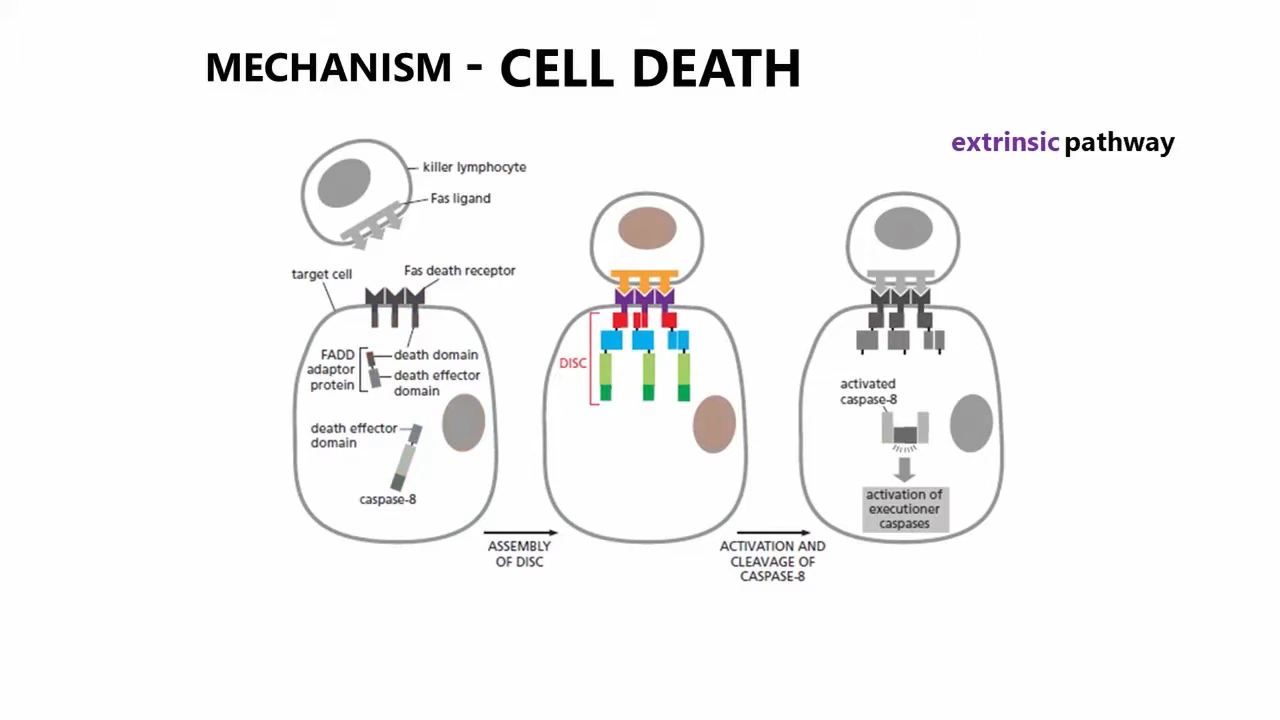 MECHANISM - CELL DEATH
extrinsic pathway
killer lymphocyte
Fas ligand
target cell
Fas death receptor
FADD
adaptor
protein
death domain
death effector
domain
death effector
domain
caspase-8
ASSEMBLY
OF DISC
DISC
ACTIVATION AND
CLEAVAGE OF
CASPASE-8
activated
caspase-8
activation of
executioner
caspases